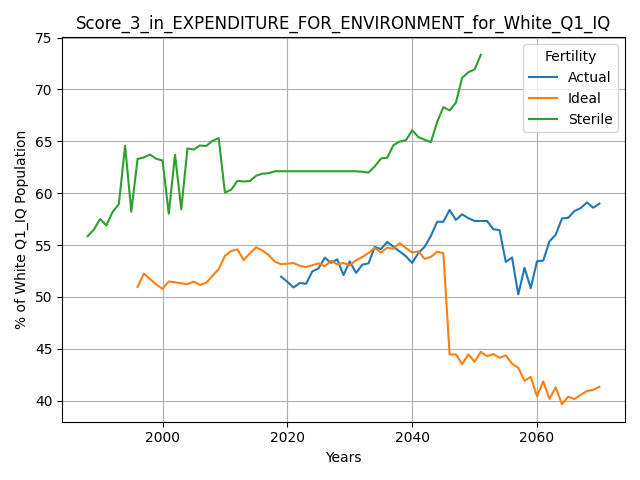 Score_3_in_EXPENDITURE_FOR_ENVIRONMENT_for_White_Q1_IQ
% of White Q1_IQ Population
75
70
65
60
55
50
45
40
Fertility
Actual
Ideal
Sterile
2000
2020
2040
2060
Years